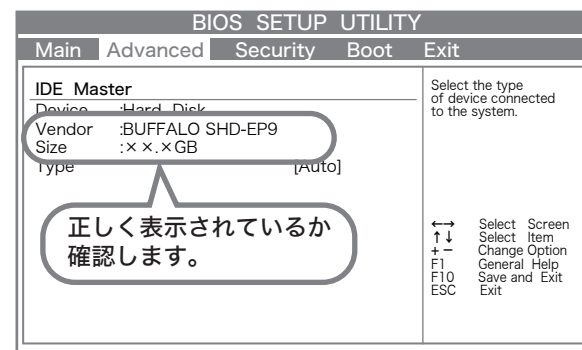 BIOS SETUP UTILITY
Main Advanced Security Boot Exit
IDE Master
Device :Hard Disk
Vendor :BUFFALO SHD-EP9
Size :××.×GB
Type [Auto]
正しく表示されているか
確認します。
Select the type
of device connected
to the system.
←→ Select Screen
↑↓ Select Item
+− Change Option
F1 General Help
F10 Save and Exit
ESC Exit